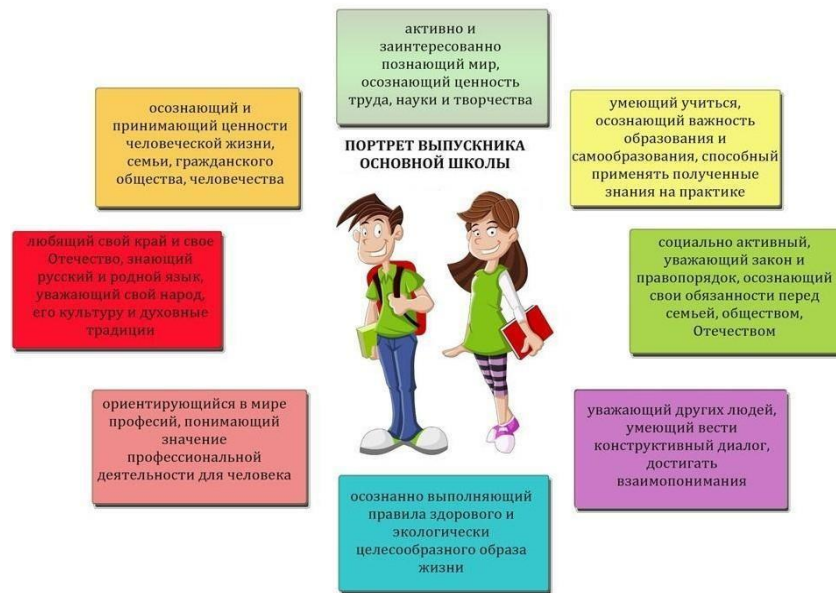 активно и
заинтересованно
познающий мир,
осознающий ценность
труда, науки и творчества
осознающий и
принимающий ценности
человеческой жизни,
семьи, гражданского
общества, человечества
ПОРТРЕТ ВЫПУСКНИКА
ОСНОВНОЙ ШКОЛЫ
умеющий учиться,
осознающий важность
образования и
самообразования, способный
применять полученные
знания на практике
любящий свой край и свое
Отечество, знающий
русский и родной язык,
уважающий свой народ,
его культуру и духовные
традиции
социально активный,
уважающий закон и
правопорядок, осознающий
свои обязанности перед
семьей, обществом,
Отечеством
ориентирующийся в мире
професий, понимающий
значение
профессиональной
деятельности для человека
уважающий других людей,
умеющий вести
конструктивный диалог,
достигать
взаимопонимания
осознанно выполняющий
правила здорового и
экологически
целесообразного образа
жизни